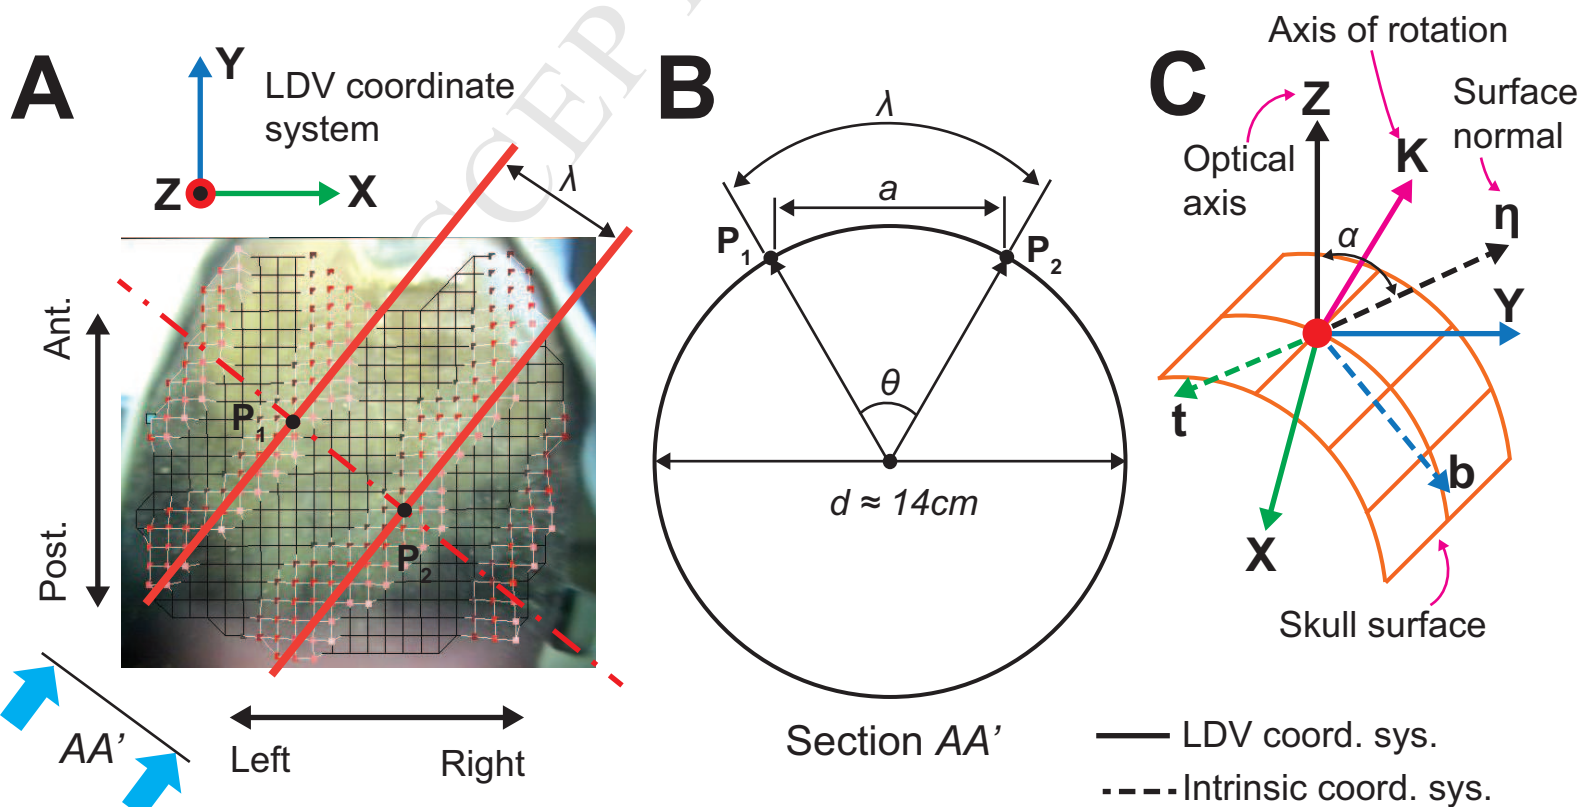 A
Y
LDV coordinate
system
Z
X
λ
CCEP
Ant.
Post.
P1
P2
AA'
Left
Right
B
λ
a
P1
P2
θ
d ≈ 14cm
Section AA'
C
Axis of rotation
Z
Surface
normal
Optical
axis
K
η
α
Y
t
b
X
Skull surface
LDV coord. sys.
Intrinsic coord. sys.